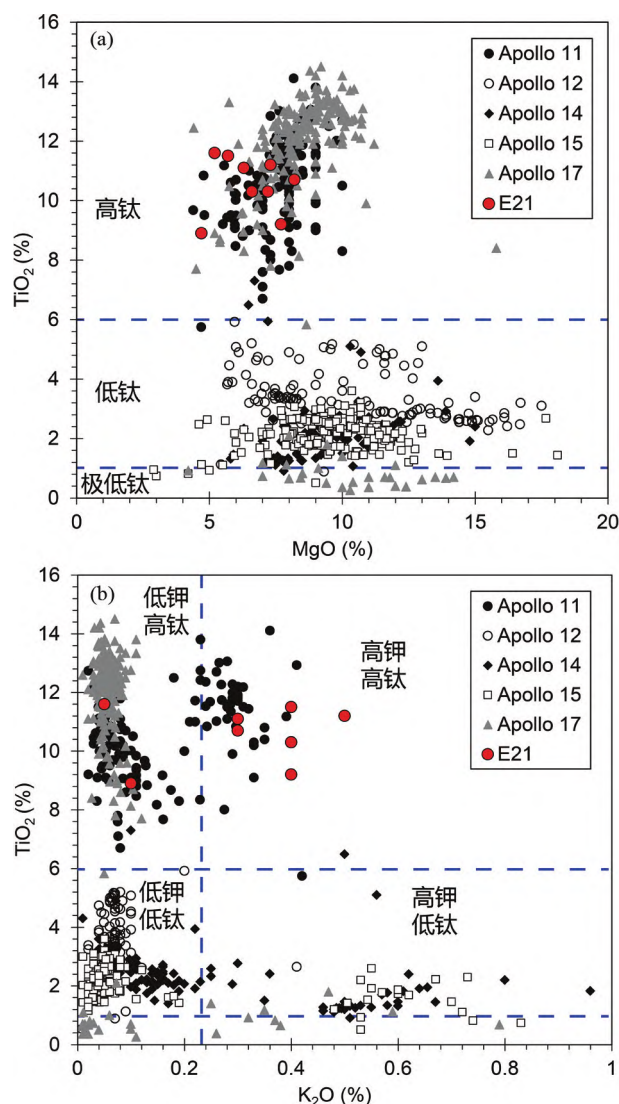 (a)
Apollo 11
Apollo 12
Apollo 14
Apollo 15
Apollo 17
E21
高钛
低钛
极低钛
TiO2 (%)
16
14
12
10
8
6
4
2
0
0
5
10
15
20
MgO (%)
(b)
低钾
高钛
高钾
高钛
Apollo 11
Apollo 12
Apollo 14
Apollo 15
Apollo 17
E21
低钾
低钛
高钾
低钛
TiO2 (%)
16
14
12
10
8
6
4
2
0
0
0.2
0.4
0.6
0.8
1
K2O (%)